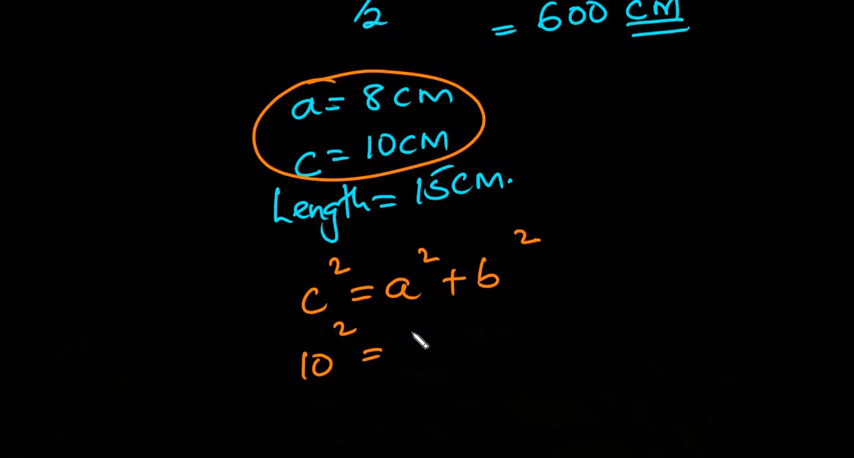 /2
= 600 CM
a = 8 CM
C = 10 CM
Length = 15 CM.
c² = a² + b²
10² =